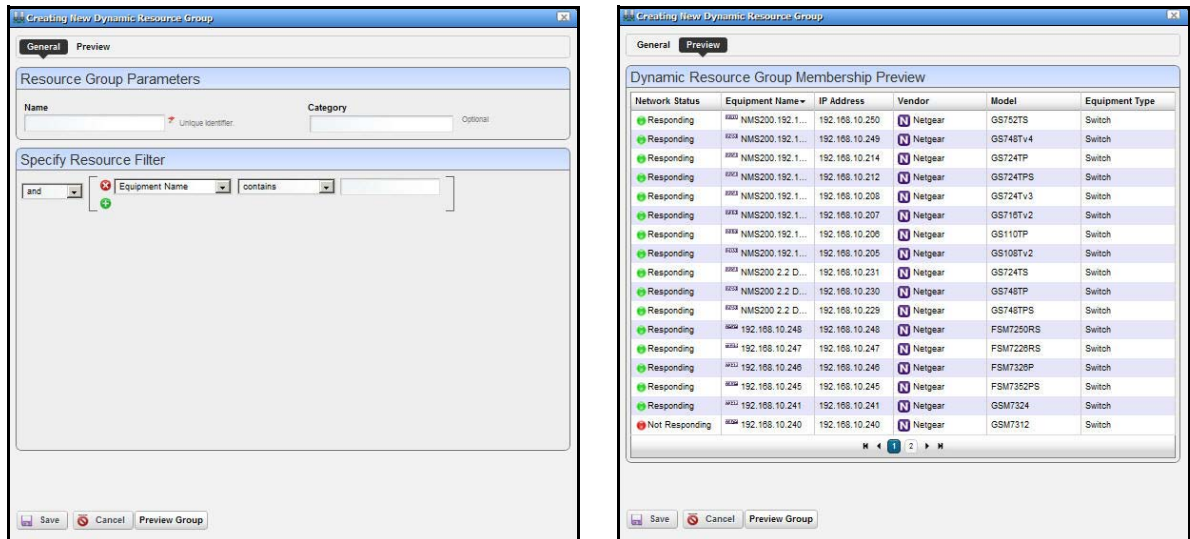 Creating New Dynamic Resource Group
General Preview
Resource Group Parameters
Name Category
Unique Identifier. Optional
Specify Resource Filter
and Equipment Name contains
Save Cancel Preview Group
Creating New Dynamic Resource Group
General Preview
Dynamic Resource Group Membership Preview
Network Status Equipment Name IP Address Vendor Model Equipment Type
Responding NMS200.192.1... 192.168.10.250 N Netgear GS752TS Switch
Responding NMS200.192.1... 192.168.10.249 N Netgear GS748Tv4 Switch
Responding NMS200.192.1... 192.168.10.214 N Netgear GS724TP Switch
Responding NMS200.192.1... 192.168.10.212 N Netgear GS724TPS Switch
Responding NMS200.192.1... 192.168.10.208 N Netgear GS724Tv3 Switch
Responding NMS200.192.1... 192.168.10.207 N Netgear GS716Tv2 Switch
Responding NMS200.192.1... 192.168.10.206 N Netgear GS110TP Switch
Responding NMS200.192.1... 192.168.10.205 N Netgear GS108Tv2 Switch
Responding NMS200 2.2 D... 192.168.10.231 N Netgear GS724TS Switch
Responding NMS200 2.2 D... 192.168.10.230 N Netgear GS748TP Switch
Responding NMS200 2.2 D... 192.168.10.229 N Netgear GS748TPS Switch
Responding 192.168.10.248 192.168.10.248 N Netgear FSM7250RS Switch
Responding 192.168.10.247 192.168.10.247 N Netgear FSM7226RS Switch
Responding 192.168.10.246 192.168.10.246 N Netgear FSM7326P Switch
Responding 192.168.10.245 192.168.10.245 N Netgear FSM7352PS Switch
Responding 192.168.10.241 192.168.10.241 N Netgear GSM7324 Switch
Not Responding 192.168.10.240 192.168.10.240 N Netgear GSM7312 Switch
1 2
Save Cancel Preview Group